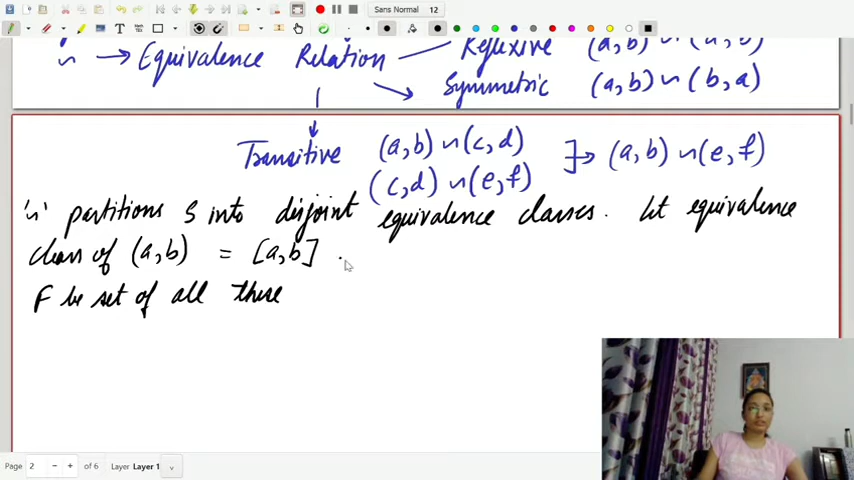 Sans Normal 12
~ → Equivalence Relation Reflexive (a,b) ~ (a,b)
Symmetric (a,b) ~ (b,a)
Transitive (a,b) ~ (c,d)
(c,d) ~ (e,f) ] → (a,b) ~ (e,f)
'~' partitions S into disjoint equivalence classes. Let equivalence
class of (a,b) = [a,b] .
F be set of all these
Page 2 - + of 6 Layer Layer 1